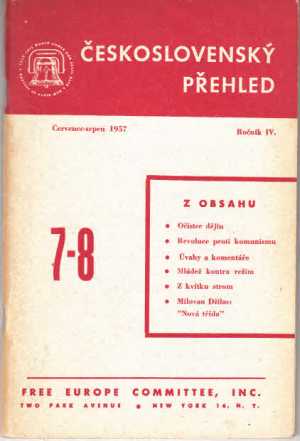 ČESKOSLOVENSKÝ
PŘEHLED
Červenec-srpen 1957
Ročník IV.
7-8
Z OBSAHU
Očistec dějin
Revoluce proti komunismu
Úvahy a komentáře
Mládež kontra režim
Z kvítku strom
Milovan Djilas:
"Nová třída"
FREE EUROPE COMMITTEE, INC.
TWO PARK AVENUE • NEW YORK 16, N. Y.